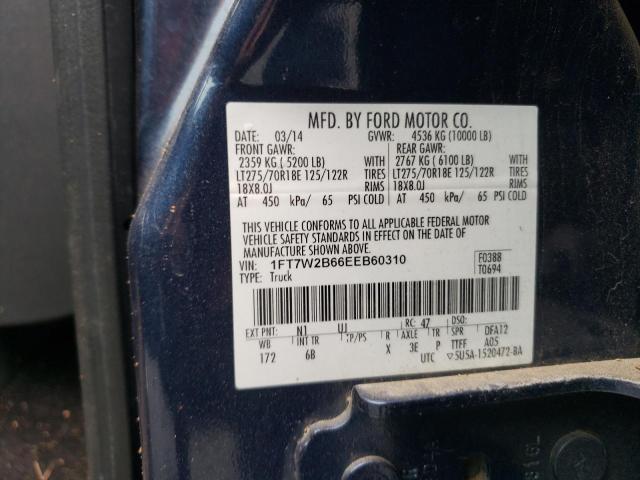 MFD. BY FORD MOTOR CO.
DATE: 03/14 GVWR: 4536 KG (10000 LB)
FRONT GAWR: REAR GAWR:
2359 KG ( 5200 LB) WITH 2767 KG ( 6100 LB) WITH
LT275/70R18E 125/122R TIRES LT275/70R18E 125/122R TIRES
18X8.0J RIMS 18X8.0J RIMS
AT 450 kPa/ 65 PSI COLD AT 450 kPa/ 65 PSI COLD
THIS VEHICLE CONFORMS TO ALL APPLICABLE FEDERAL MOTOR
VEHICLE SAFETY STANDARDS IN EFFECT ON THE DATE OF
MANUFACTURE SHOWN ABOVE.
VIN: 1FT7W2B66EEB60310 F0388
TYPE: Truck T0694
EXT PNT: N1 UJ RC: 47 DSO:
WB INT TR TP/PS R AXLE TR SPR DFA12
172 6B X 3E P TTFF A05
UTC ▽5U5A-1520472-BA